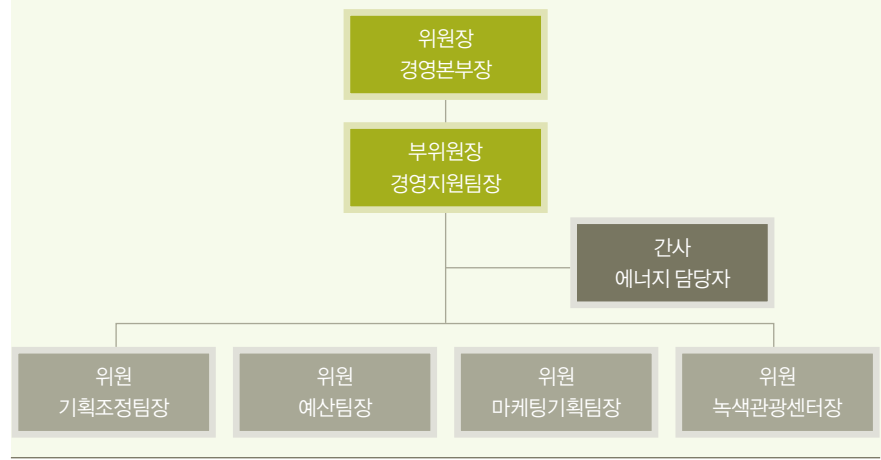 위원장
경영본부장
부위원장
경영지원팀장
간사
에너지 담당자
위원
기획조정팀장
위원
예산팀장
위원
마케팅기획팀장
위원
녹색관광센터장